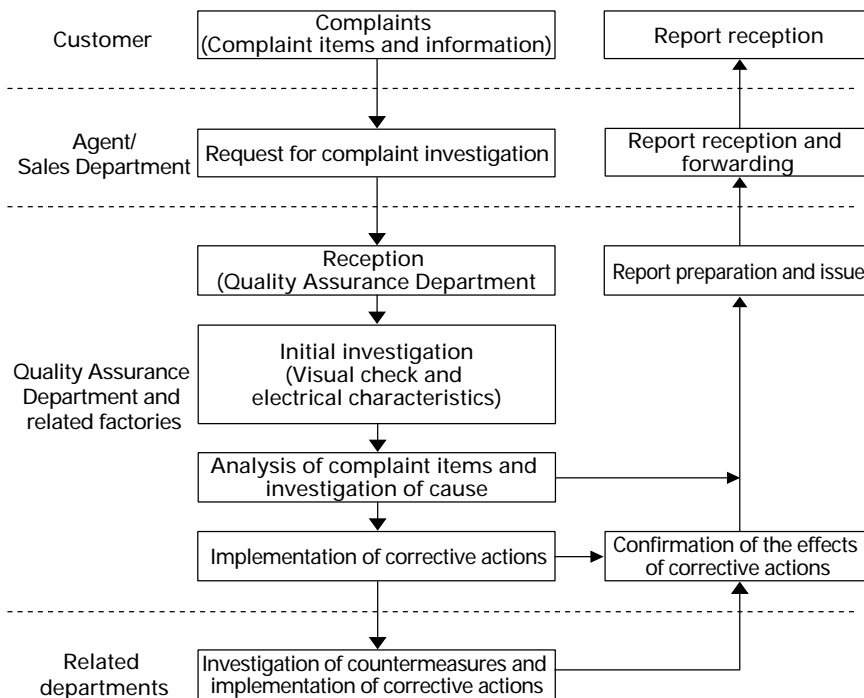 Customer
Complaints
(Complaint items and information)
Report reception
Agent/
Sales Department
Request for complaint investigation
Report reception and
forwarding
Reception
(Quality Assurance Department
Report preparation and issue
Quality Assurance
Department and
related factories
Initial investigation
(Visual check and
electrical characteristics)
Analysis of complaint items and
investigation of cause
Implementation of corrective actions
Confirmation of the effects
of corrective actions
Related
departments
Investigation of countermeasures and
implementation of corrective actions